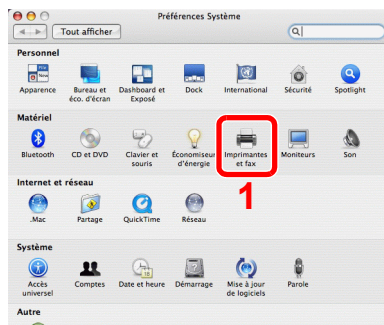 Préférences Système
Tout afficher
Personnel
Apparence
Bureau et
éco. d'écran
Dashboard et
Exposé
Dock
International
Sécurité
Spotlight
Matériel
Bluetooth
CD et DVD
Clavier et
souris
Économiseur
d'énergie
Imprimantes
et fax
Moniteurs
Son
1
Internet et réseau
.Mac
Partage
QuickTime
Réseau
Système
Accès
universel
Comptes
Date et heure
Démarrage
Mise à jour
de logiciels
Parole
Autre